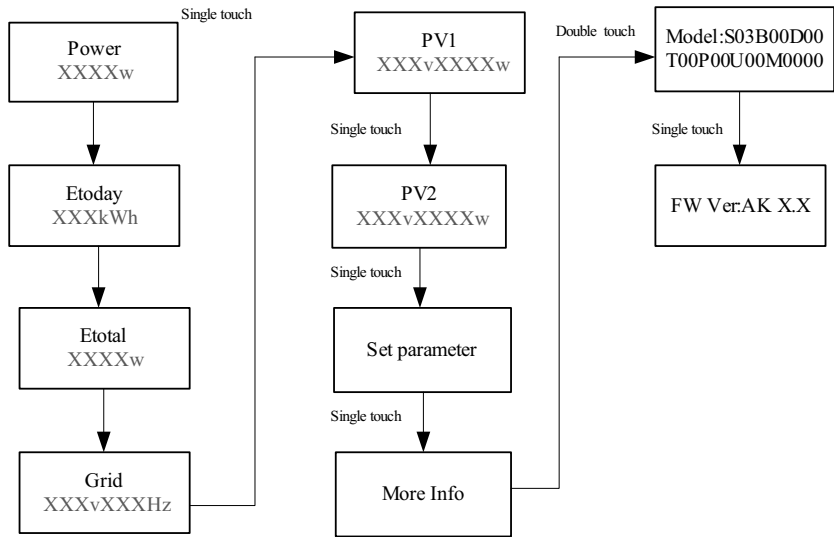 Single touch
Power
XXXXw
Etoday
XXXkWh
Etotal
XXXXw
Grid
XXXvXXXHz
PV1
XXXvXXXXw
Single touch
PV2
XXXvXXXXw
Single touch
Set parameter
Single touch
More Info
Double touch
Model:S03B00D00
T00P00U00M0000
Single touch
FW Ver:AK X.X